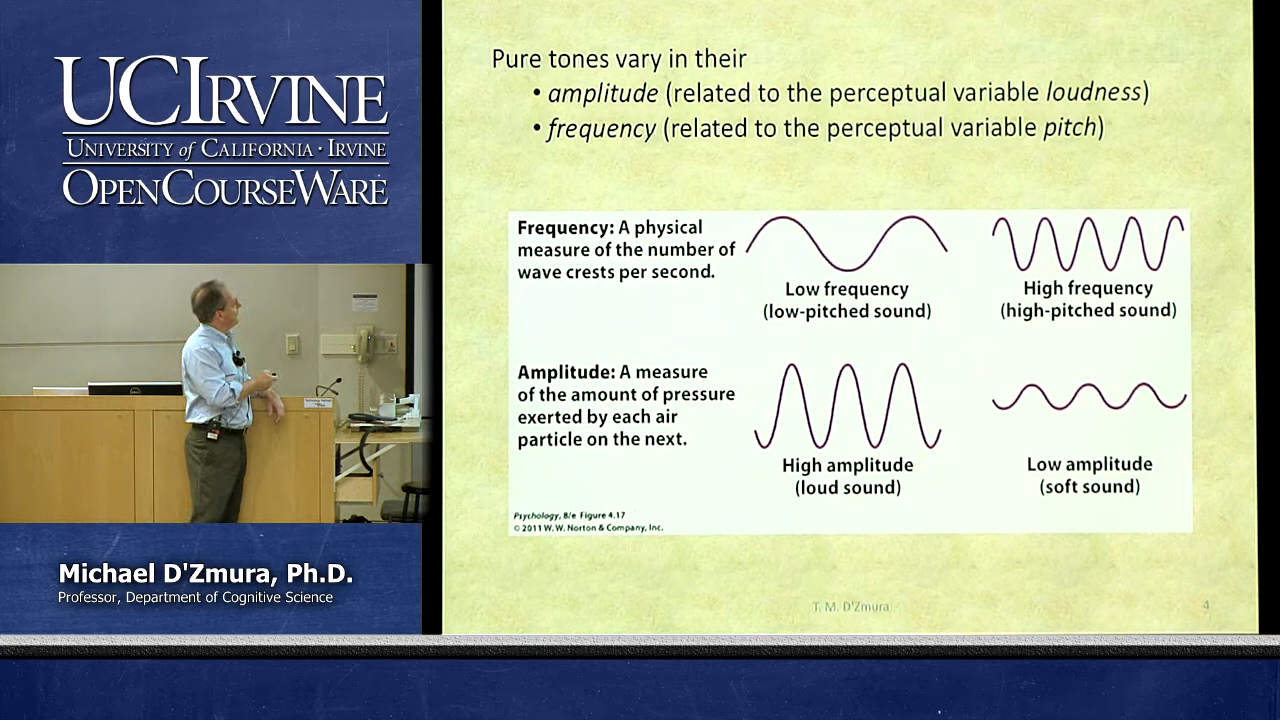 UCIRVINE
UNIVERSITY of CALIFORNIA · IRVINE
OPENCOURSEWARE
Michael D'Zmura, Ph.D.
Professor, Department of Cognitive Science
Pure tones vary in their
• amplitude (related to the perceptual variable loudness)
• frequency (related to the perceptual variable pitch)
Frequency: A physical
measure of the number of
wave crests per second.
Low frequency
(low-pitched sound)
High frequency
(high-pitched sound)
Amplitude: A measure
of the amount of pressure
exerted by each air
particle on the next.
High amplitude
(loud sound)
Low amplitude
(soft sound)
Psychology, 8/e Figure 4.17
© 2011 W. W. Norton & Company, Inc.
T. M. D'Zmura
4